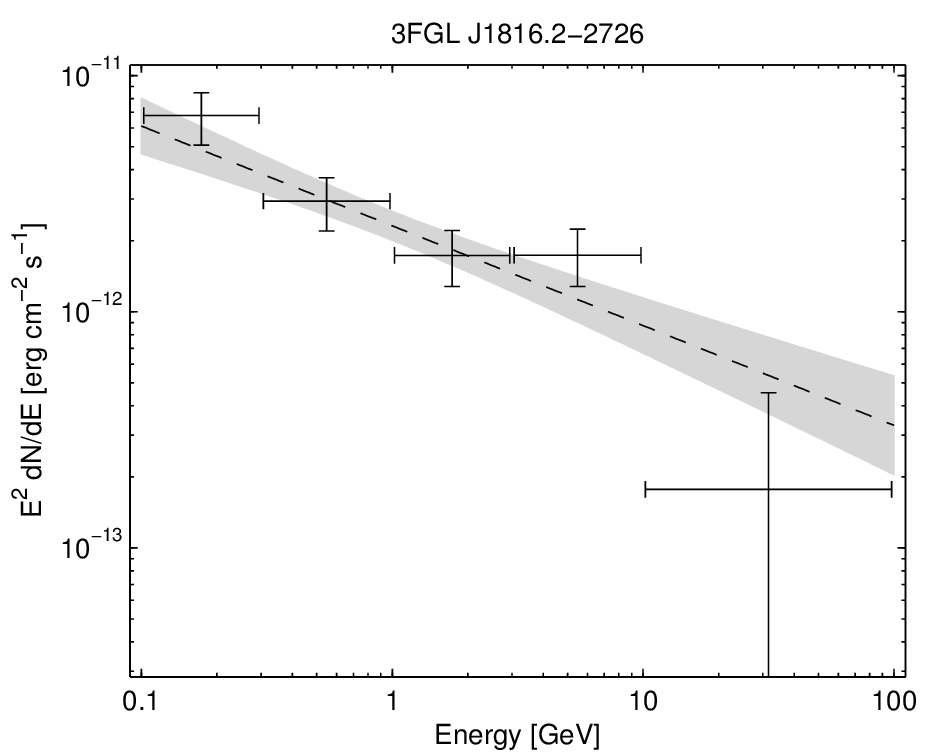 3FGL J1816.2−2726
10⁻¹¹
10⁻¹²
10⁻¹³
E² dN/dE [erg cm⁻² s⁻¹]
0.1 1 10 100
Energy [GeV]